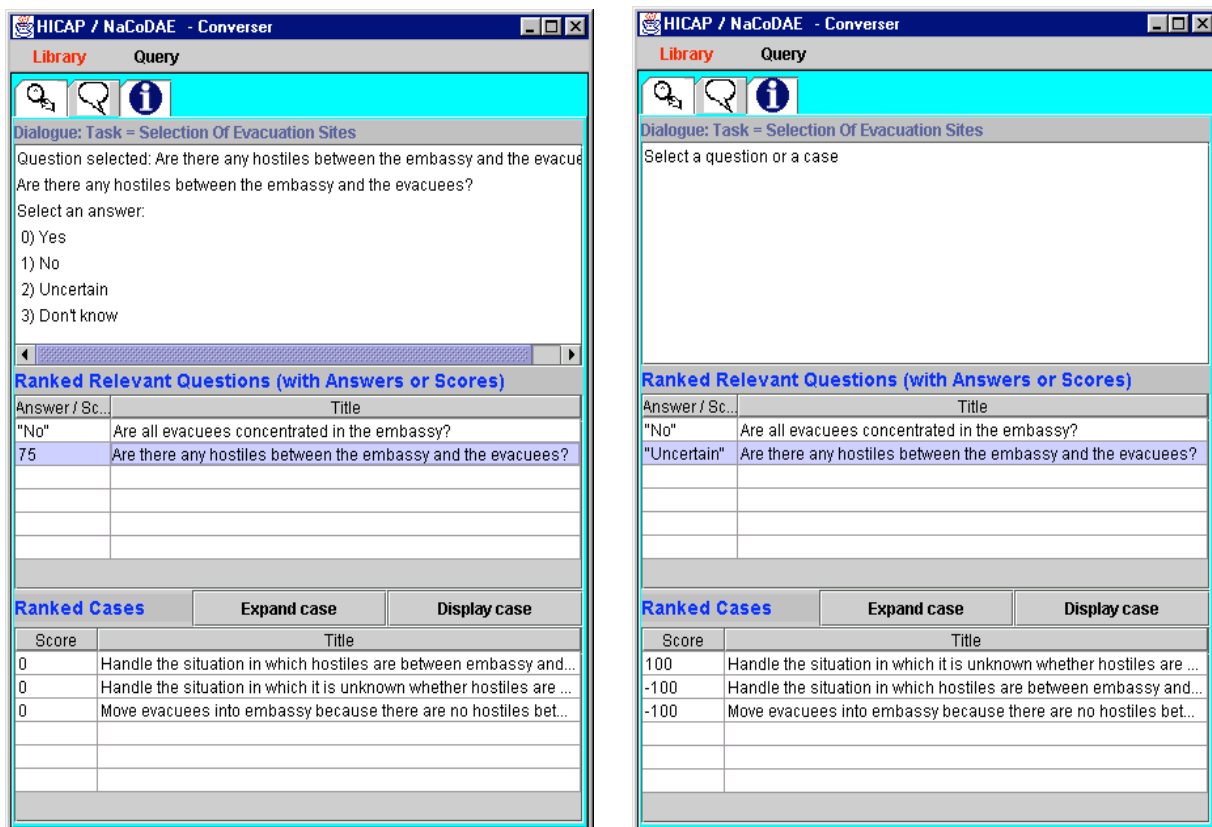 HICAP / NaCoDAE - Converser
Library Query
Dialogue: Task = Selection Of Evacuation Sites
Question selected: Are there any hostiles between the embassy and the evacue
Are there any hostiles between the embassy and the evacuees?
Select an answer:
0) Yes
1) No
2) Uncertain
3) Don't know
Ranked Relevant Questions (with Answers or Scores)
Answer / Sc... Title
"No" Are all evacuees concentrated in the embassy?
75 Are there any hostiles between the embassy and the evacuees?
Ranked Cases Expand case Display case
Score Title
0 Handle the situation in which hostiles are between embassy and...
0 Handle the situation in which it is unknown whether hostiles are ...
0 Move evacuees into embassy because there are no hostiles bet...
HICAP / NaCoDAE - Converser
Library Query
Dialogue: Task = Selection Of Evacuation Sites
Select a question or a case
Ranked Relevant Questions (with Answers or Scores)
Answer / Sc... Title
"No" Are all evacuees concentrated in the embassy?
"Uncertain" Are there any hostiles between the embassy and the evacuees?
Ranked Cases Expand case Display case
Score Title
100 Handle the situation in which it is unknown whether hostiles are ...
-100 Handle the situation in which hostiles are between embassy and...
-100 Move evacuees into embassy because there are no hostiles bet...